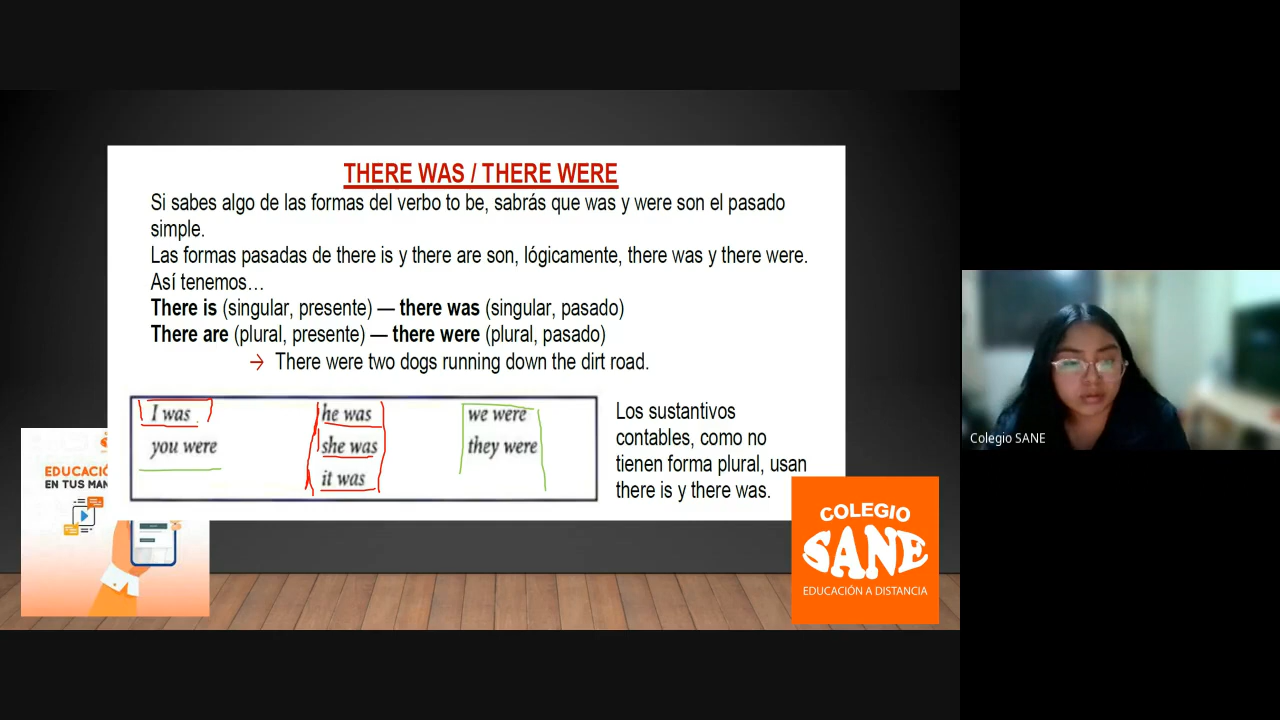 THERE WAS / THERE WERE
Si sabes algo de las formas del verbo to be, sabrás que was y were son el pasado
simple.
Las formas pasadas de there is y there are son, lógicamente, there was y there were.
Así tenemos…
There is (singular, presente) — there was (singular, pasado)
There are (plural, presente) — there were (plural, pasado)
→ There were two dogs running down the dirt road.
I was
you were
he was
she was
it was
we were
they were
Los sustantivos
contables, como no
tienen forma plural, usan
there is y there was.
EDUCACIÓ
EN TUS MAN
COLEGIO
SANE
EDUCACIÓN A DISTANCIA
Colegio SANE